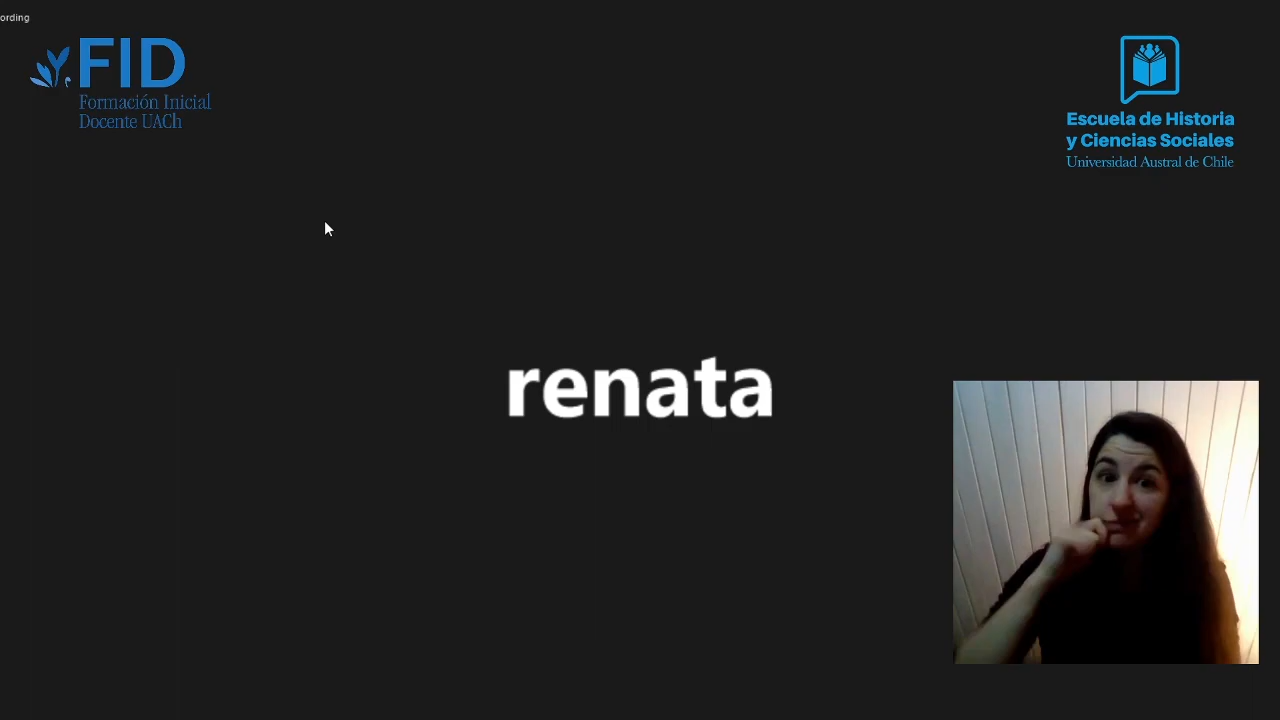 ording
FID
Formación Inicial
Docente UACh
Escuela de Historia
y Ciencias Sociales
Universidad Austral de Chile
renata